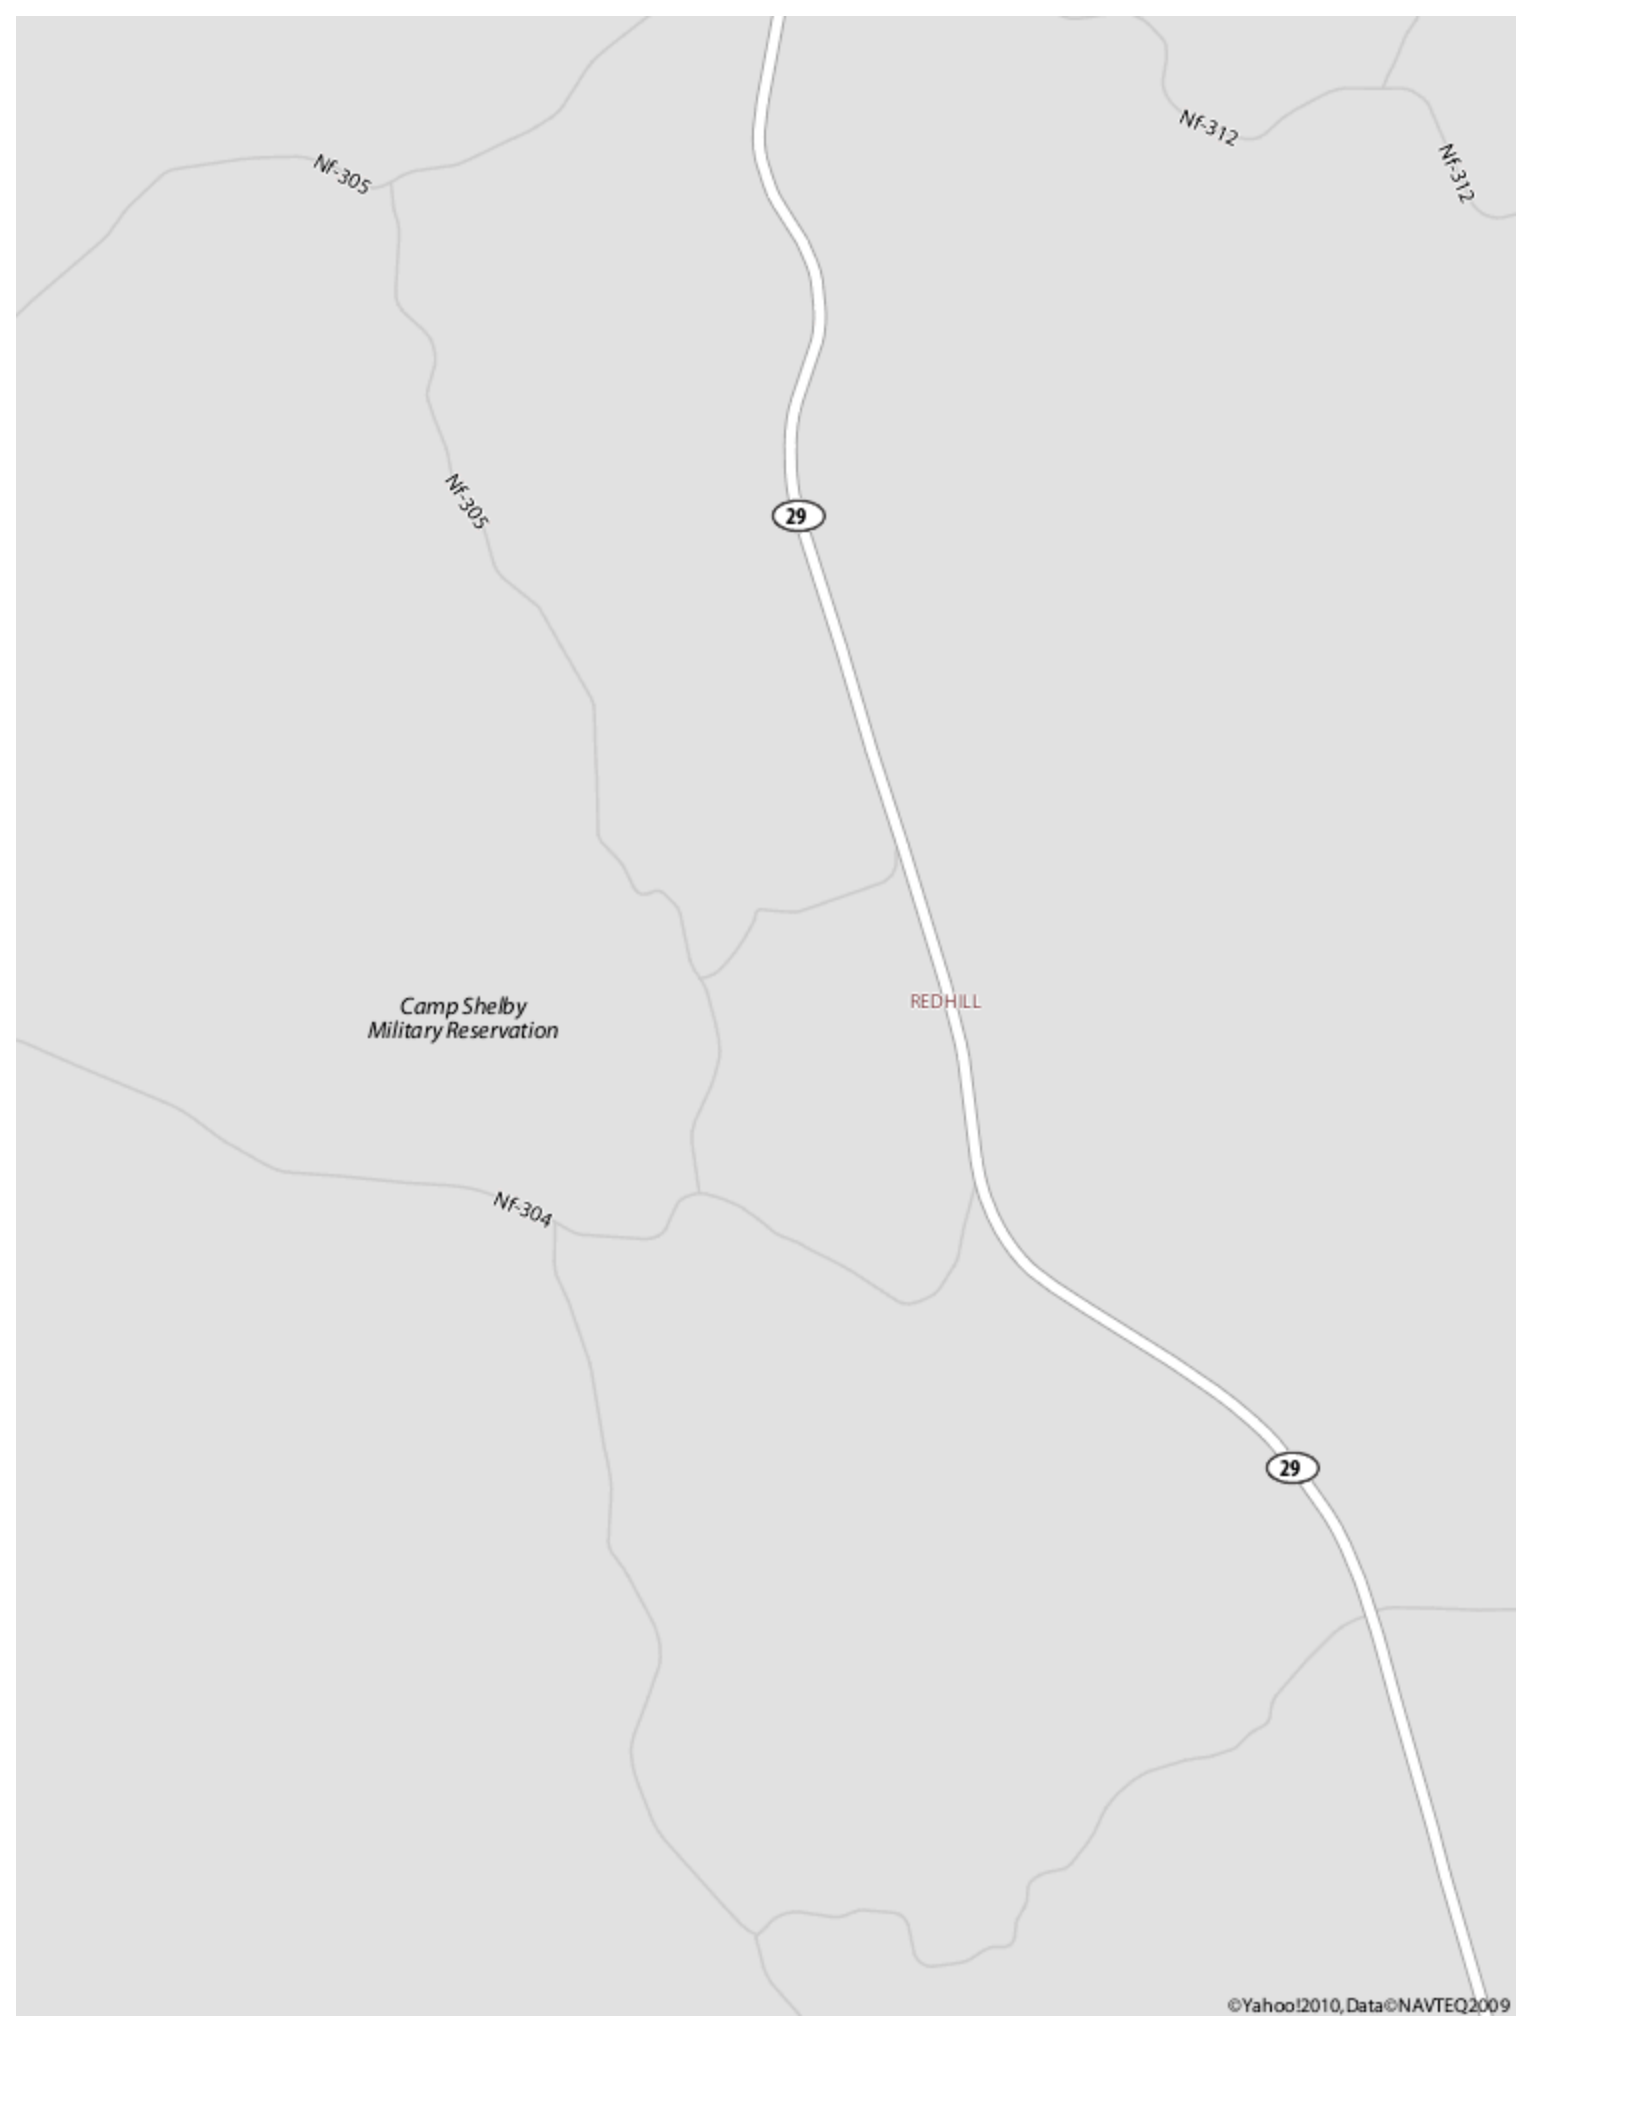 Nf-312
Nf-312
Nf-305
Nf-305
29
REDHILL
Camp Shelby
Military Reservation
Nf-304
29
©Yahoo!2010,Data©NAVTEQ2009